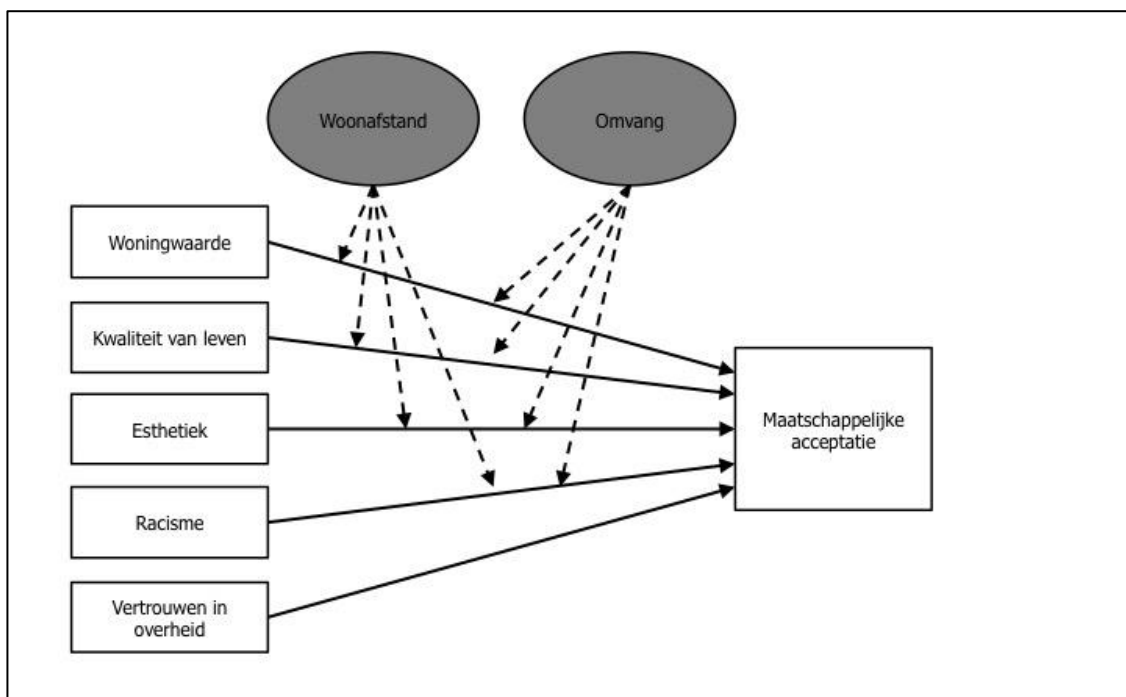 Woonafstand
Omvang
Woningwaarde
Kwaliteit van leven
Esthetiek
Racisme
Vertrouwen in
overheid
Maatschappelijke
acceptatie